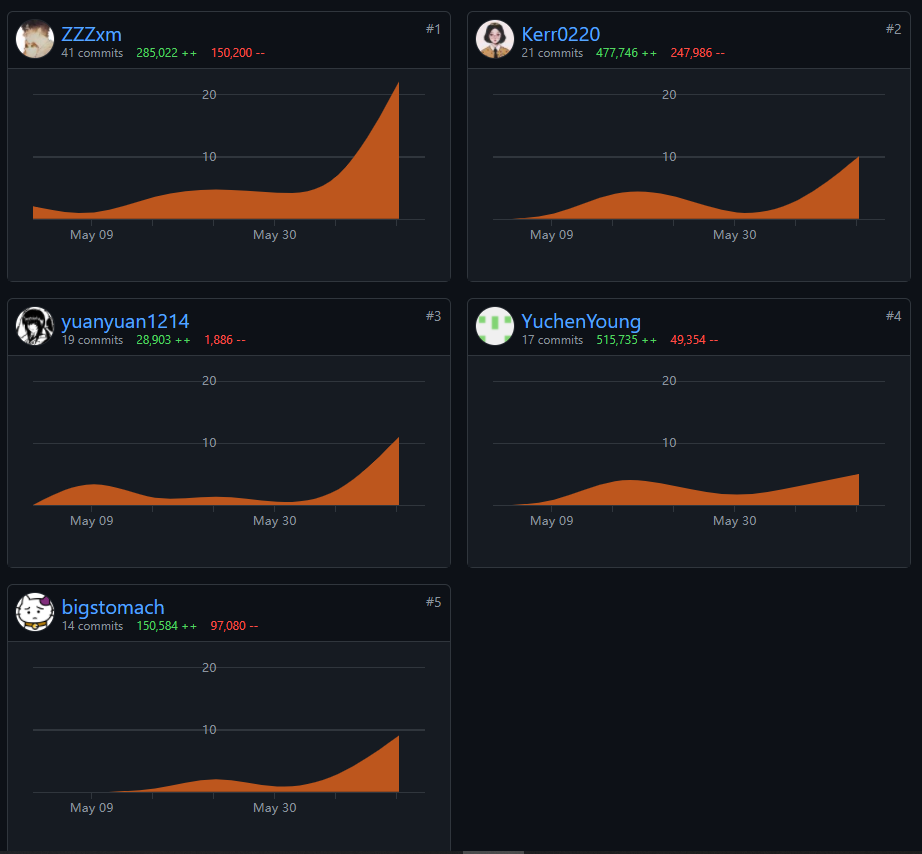 ZZZxm #1
41 commits 285,022 ++ 150,200 --
20
10
May 09 May 30
Kerr0220 #2
21 commits 477,746 ++ 247,986 --
20
10
May 09 May 30
yuanyuan1214 #3
19 commits 28,903 ++ 1,886 --
20
10
May 09 May 30
YuchenYoung #4
17 commits 515,735 ++ 49,354 --
20
10
May 09 May 30
bigstomach #5
14 commits 150,584 ++ 97,080 --
20
10
May 09 May 30